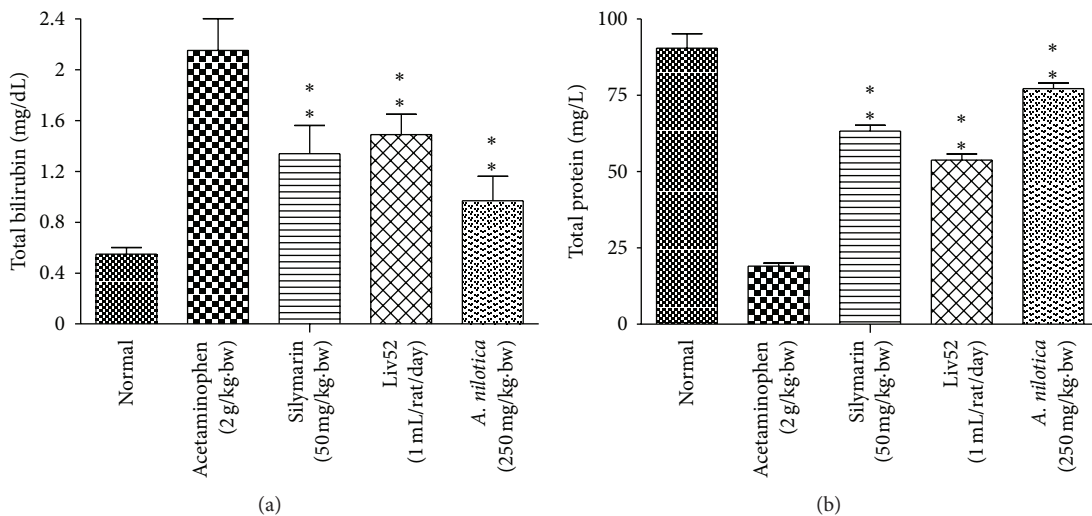 2.4
2
1.6
1.2
0.8
0.4
0
Total bilirubin (mg/dL)
* *
* *
* *
Normal
Acetaminophen
(2 g/kg·bw)
Silymarin
(50 mg/kg·bw)
Liv52
(1 mL/rat/day)
A. nilotica
(250 mg/kg·bw)
(a)
100
75
50
25
0
Total protein (mg/L)
* *
* *
* *
Normal
Acetaminophen
(2 g/kg·bw)
Silymarin
(50 mg/kg·bw)
Liv52
(1 mL/rat/day)
A. nilotica
(250 mg/kg·bw)
(b)